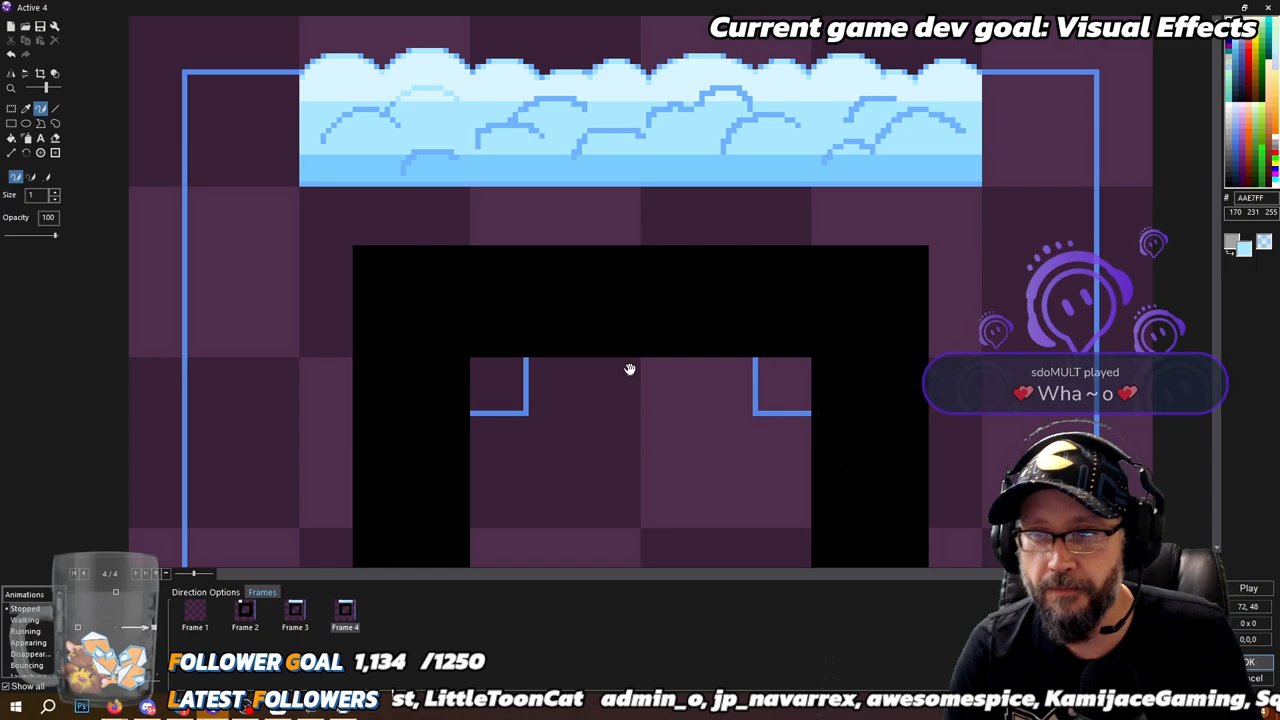 Active 4
Current game dev goal: Visual Effects
Size 1
Opacity 100
# AAE7FF
170 231 255
sdoMULT played
Wha ~ o
4/4
Animations
Direction Options Frames
Stopped
Walking
Running
Appearing
Disappear...
Bouncing
Show all
Frame 1 Frame 2 Frame 3 Frame 4
Play
72, 48
0 x 0
0,0,0
OK
FOLLOWER GOAL 1,134 /1250
LATEST FOLLOWERS 'st, LittleToonCat admin_o, jp_navarrex, awesomespice, KamijaceGaming, Sq